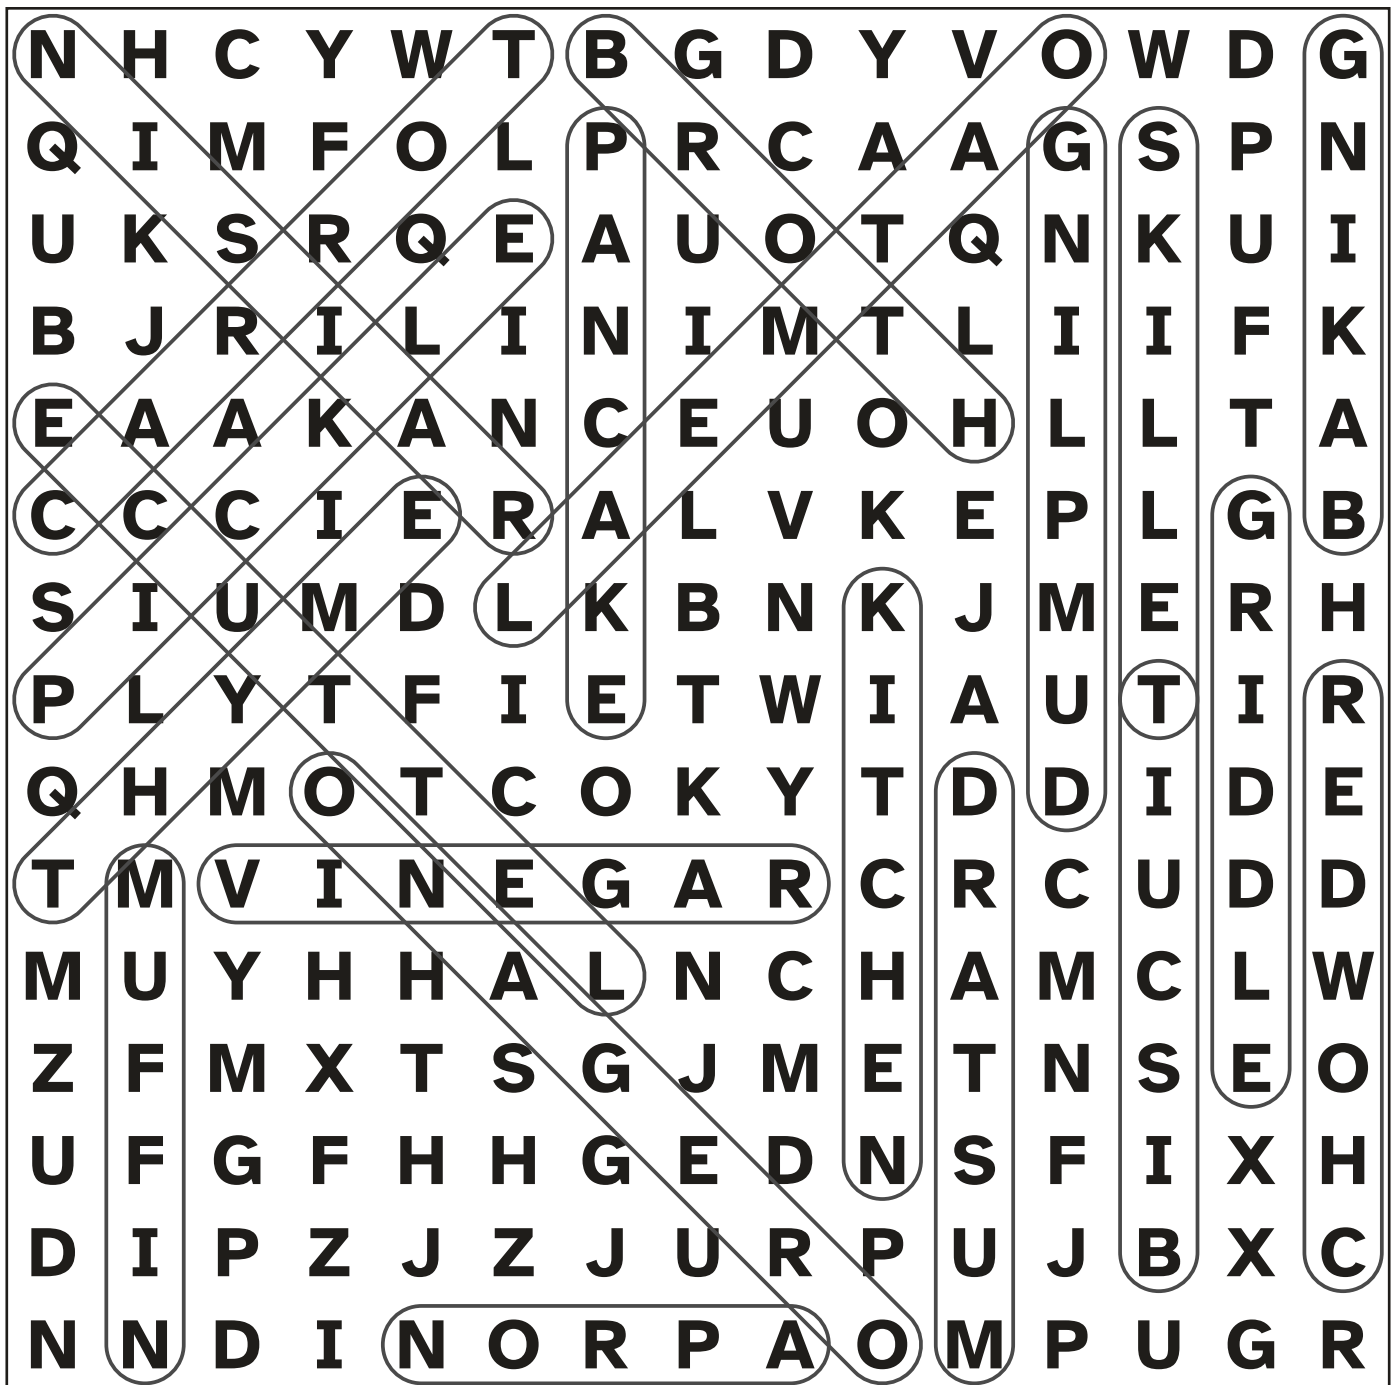 N H C Y W T B G D Y V O W D G
Q I M F O L P R C A A G S P N
U K S R Q E A U O T Q N K U I
B J R I L I N I M T L I I F K
E A A K A N C E U O H L L T A
C C C I E R A L V K E P L G B
S I U M D L K B N K J M E R H
P L Y T F I E T W I A U T I R
Q H M O T C O K Y T D D I D E
T M V I N E G A R C R C U D D
M U Y H H A L N C H A M C L W
Z F M X T S G J M E T N S E O
U F G F H H G E D N S F I X H
D I P Z J Z J U R P U J B X C
N N D I N O R P A O M P U G R